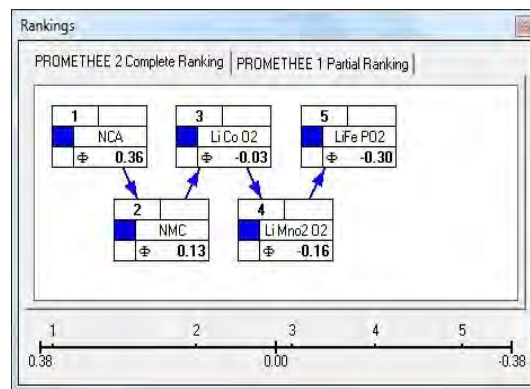 Rankings
PROMETHEE 2 Complete Ranking PROMETHEE 1 Partial Ranking
1
NCA
Φ 0.36
3
Li Co O2
Φ -0.03
5
LiFe PO2
Φ -0.30
2
NMC
Φ 0.13
4
Li Mno2 O2
Φ -0.16
1 2 3 4 5
0.38 0.00 -0.38